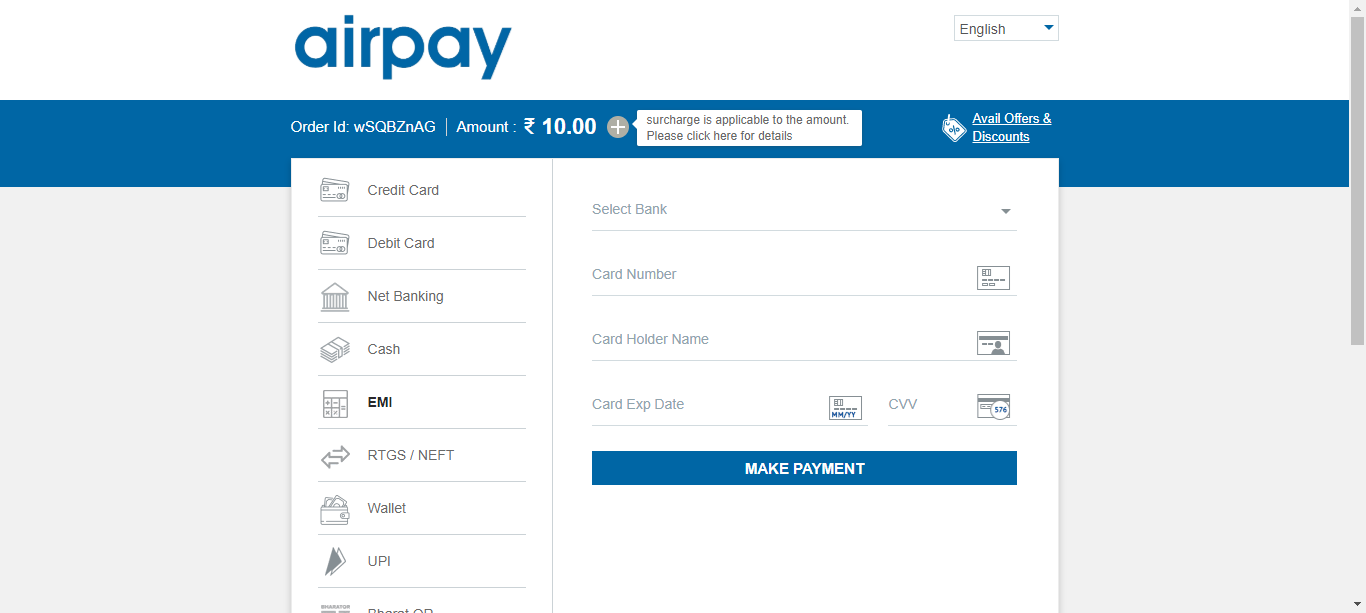 airpay
English
Order Id: wSQBZnAG
Amount : ₹ 10.00
surcharge is applicable to the amount.
Please click here for details
Avail Offers &
Discounts
Credit Card
Debit Card
Net Banking
Cash
EMI
RTGS / NEFT
Wallet
UPI
BHARATQR
Bharat QR
Select Bank
Card Number
Card Holder Name
Card Exp Date
MM/YY
CVV
576
MAKE PAYMENT